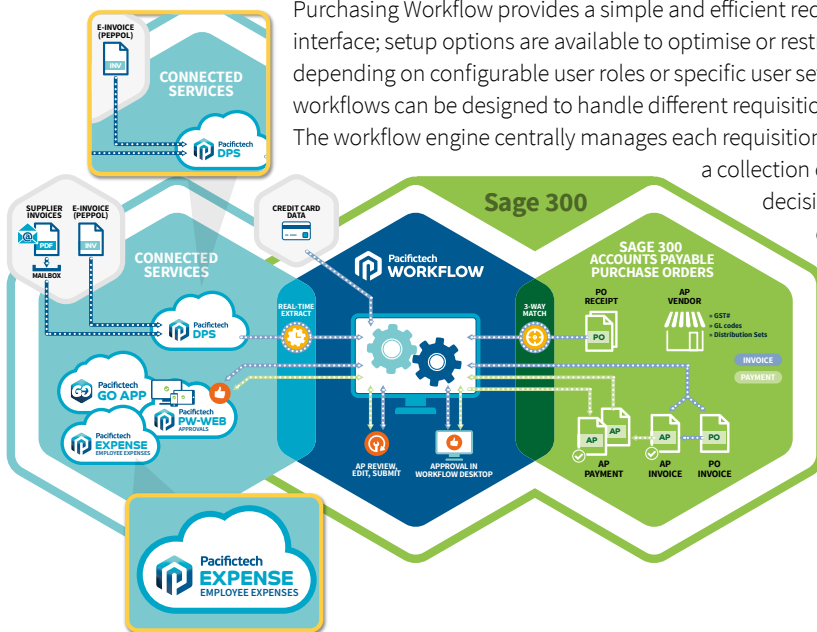 Purchasing Workflow provides a simple and efficient
interface; setup options are available to optimise or
depending on configurable user roles or specific user
workflows can be designed to handle different
The workflow engine centrally manages each requisition
a collection
E-INVOICE
(PEPPOL)
INV
CONNECTED
SERVICES
Pacifictech
DPS
SUPPLIER
INVOICES
@
PDF
MAILBOX
E-INVOICE
(PEPPOL)
INV
CONNECTED
SERVICES
Pacifictech
DPS
Pacifictech
GO APP
Pacifictech
PW-WEB
APPROVALS
Pacifictech
EXPENSE
EMPLOYEE EXPENSES
CREDIT CARD
DATA
REAL-TIME
EXTRACT
Pacifictech
WORKFLOW
AP REVIEW,
EDIT, SUBMIT
APPROVAL IN
WORKFLOW DESKTOP
Sage 300
3-WAY
MATCH
SAGE 300
ACCOUNTS PAYABLE
PURCHASE ORDERS
PO
RECEIPT
PO
AP
VENDOR
» GST#
» GL codes
» Distribution Sets
INVOICE
PAYMENT
AP
AP
AP
PAYMENT
AP
AP
INVOICE
PO
PO
INVOICE
Pacifictech
EXPENSE
EMPLOYEE EXPENSES